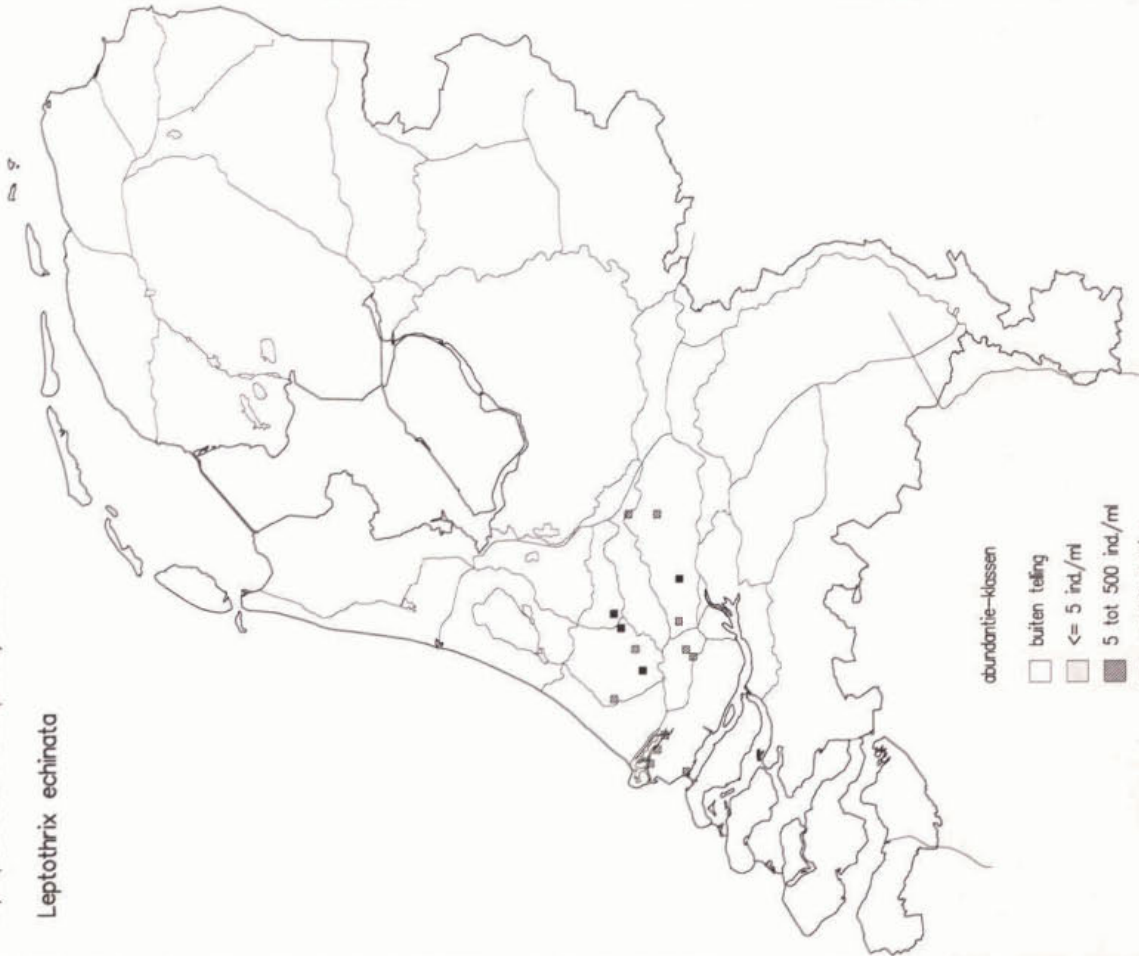 Leptothrix echinata
abundantie-klassen
buiten telling
<= 5 ind./ml
5 tot 500 ind./ml